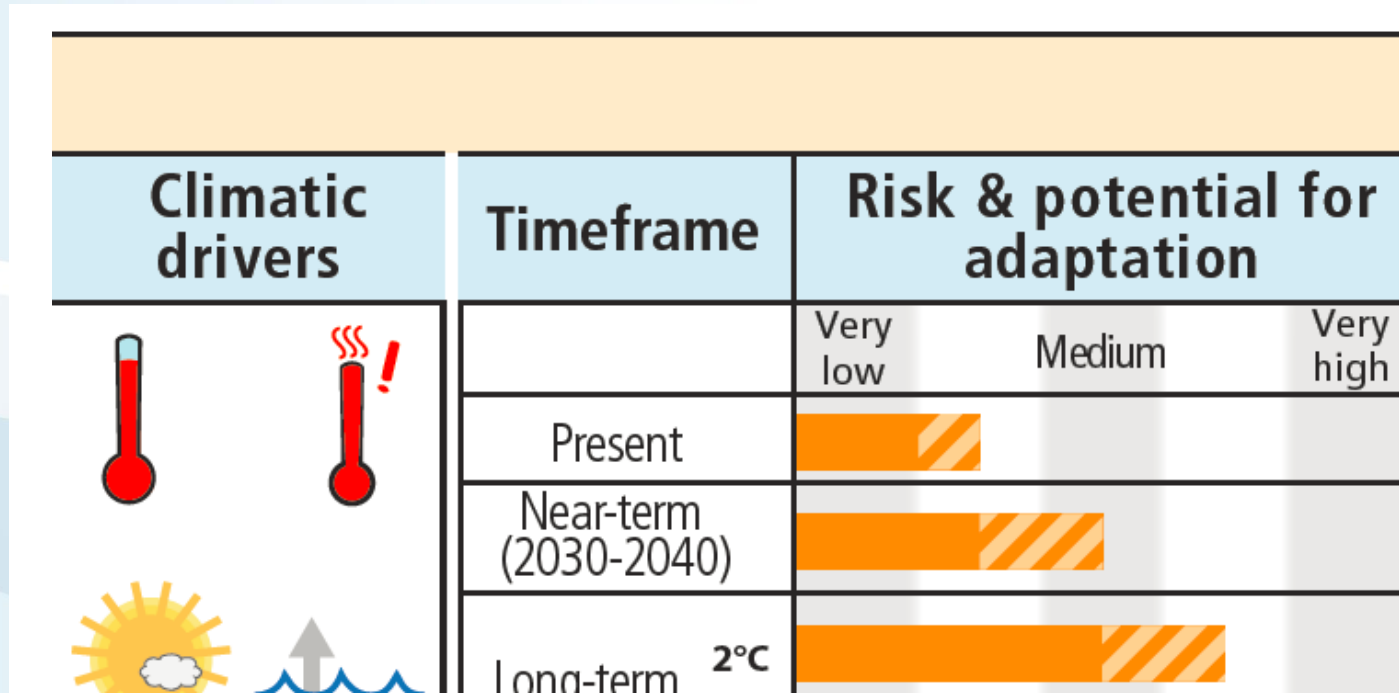 Climatic
drivers
Timeframe
Risk & potential for
adaptation
Very
low
Medium
Very
high
Present
Near-term
(2030-2040)
Long-term
2°C